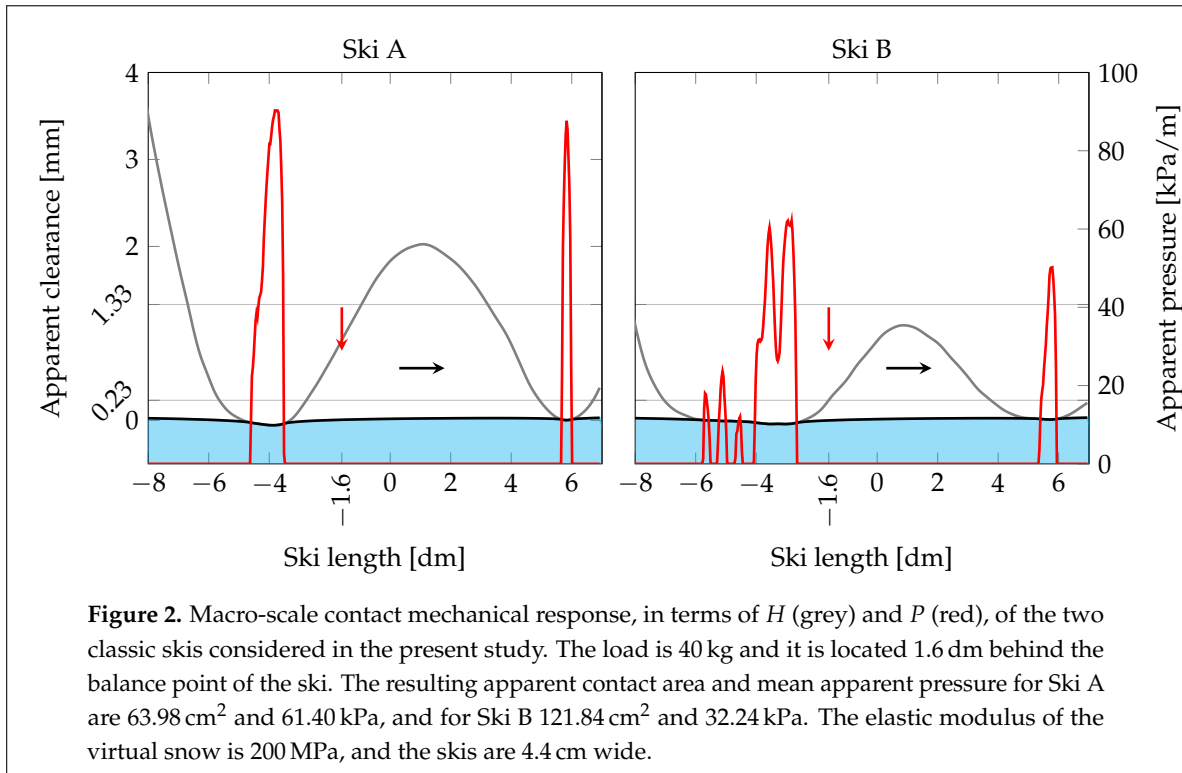 Ski A
Ski B
4
3
2
1.33
0.23
0
Apparent clearance [mm]
−8
−6
−4
−1.6
0
2
4
6
Ski length [dm]
−8
−6
−4
−1.6
0
2
4
6
Ski length [dm]
100
80
60
40
20
0
Apparent pressure [kPa/m]
Figure 2. Macro-scale contact mechanical response, in terms of H (grey) and P (red), of the two
classic skis considered in the present study. The load is 40 kg and it is located 1.6 dm behind the
balance point of the ski. The resulting apparent contact area and mean apparent pressure for Ski A
are 63.98 cm² and 61.40 kPa, and for Ski B 121.84 cm² and 32.24 kPa. The elastic modulus of the
virtual snow is 200 MPa, and the skis are 4.4 cm wide.